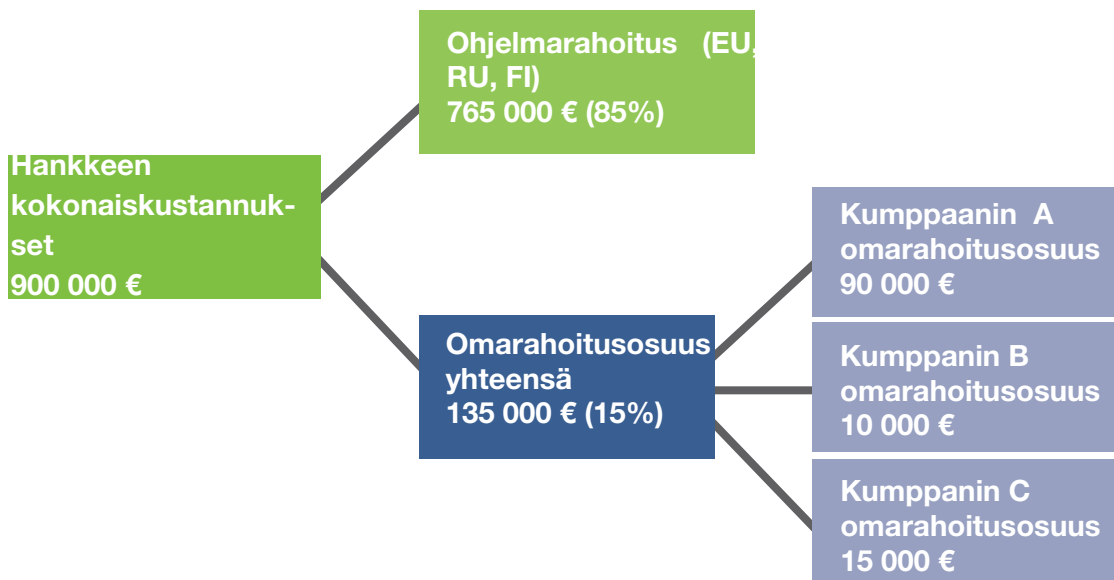 Ohjelmarahoitus (EU,
RU, FI)
765 000 € (85%)
Hankkeen
kokonaiskustannuk-
set
900 000 €
Kumppaanin A
omarahoitusosuus
90 000 €
Omarahoitusosuus
yhteensä
135 000 € (15%)
Kumppanin B
omarahoitusosuus
10 000 €
Kumppanin C
omarahoitusosuus
15 000 €